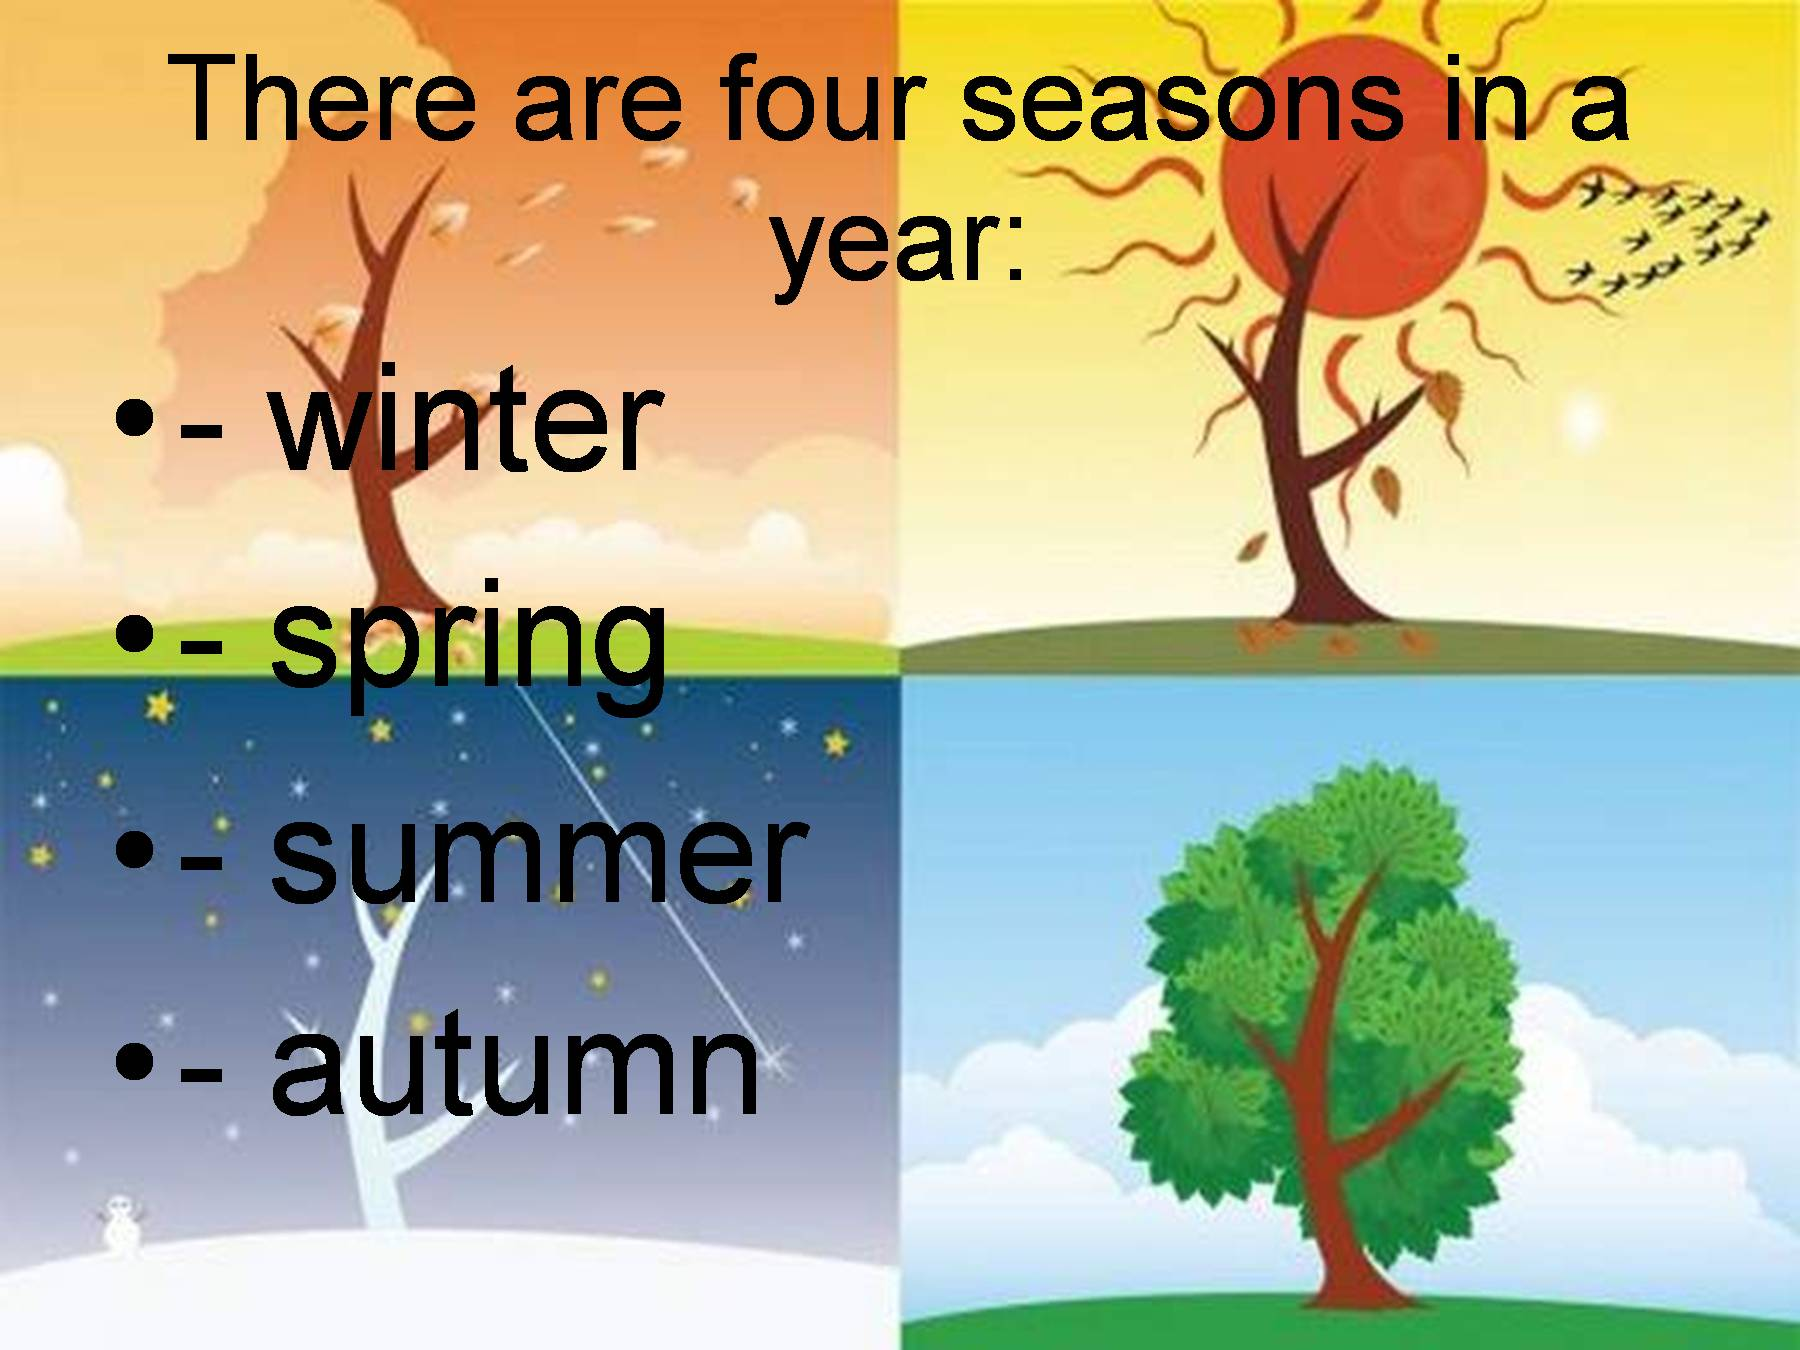 There are four seasons in a
year:
• - winter
• - spring
• - summer
• - autumn